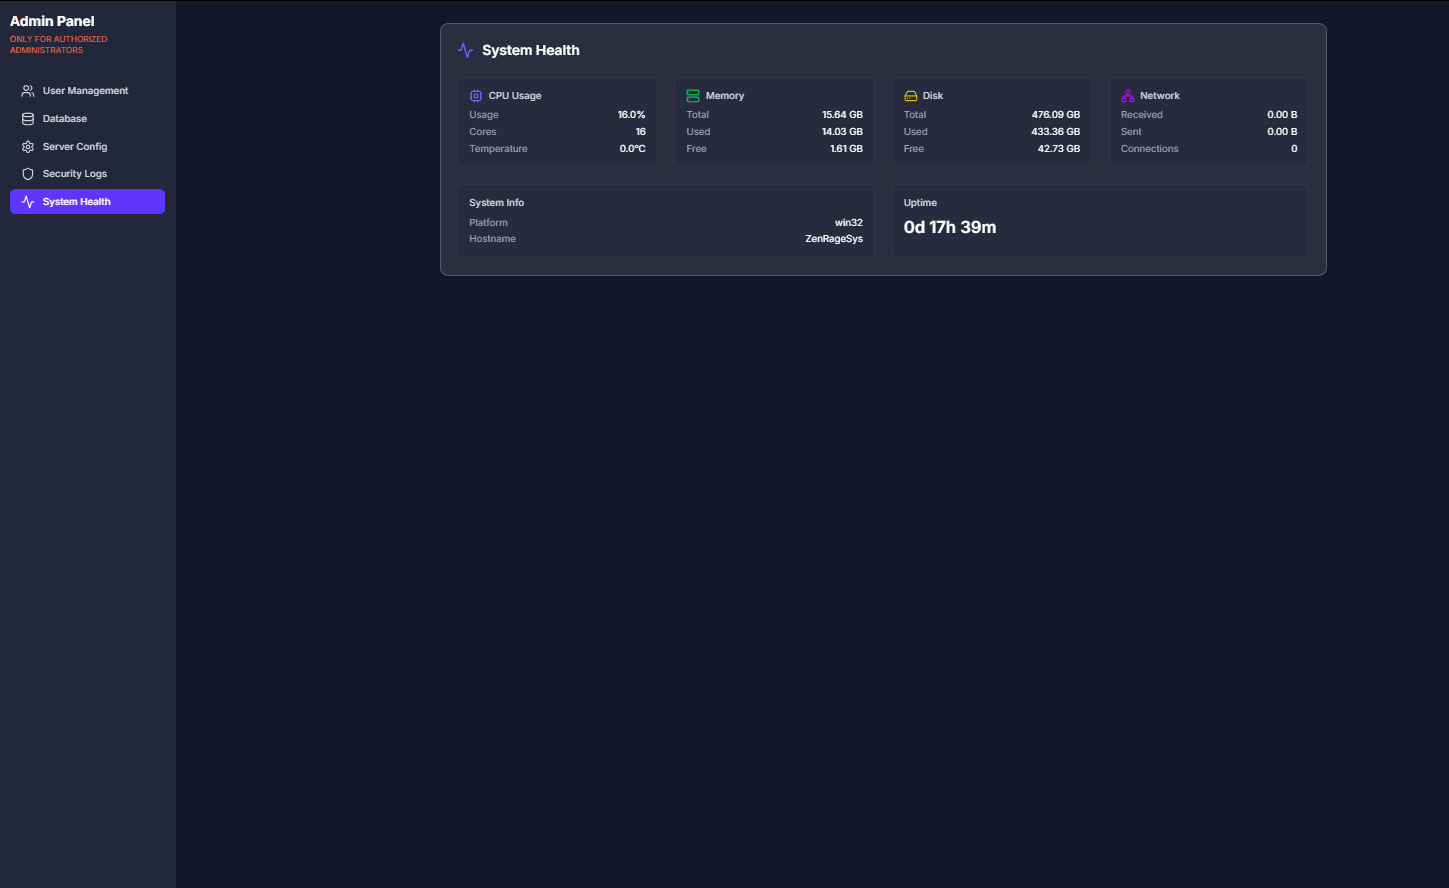 Admin Panel
ONLY FOR AUTHORIZED
ADMINISTRATORS
User Management
Database
Server Config
Security Logs
System Health
System Health
CPU Usage
Usage 16.0%
Cores 16
Temperature 0.0°C
Memory
Total 15.64 GB
Used 14.03 GB
Free 1.61 GB
Disk
Total 476.09 GB
Used 433.36 GB
Free 42.73 GB
Network
Received 0.00 B
Sent 0.00 B
Connections 0
System Info
Platform win32
Hostname ZenRageSys
Uptime
0d 17h 39m